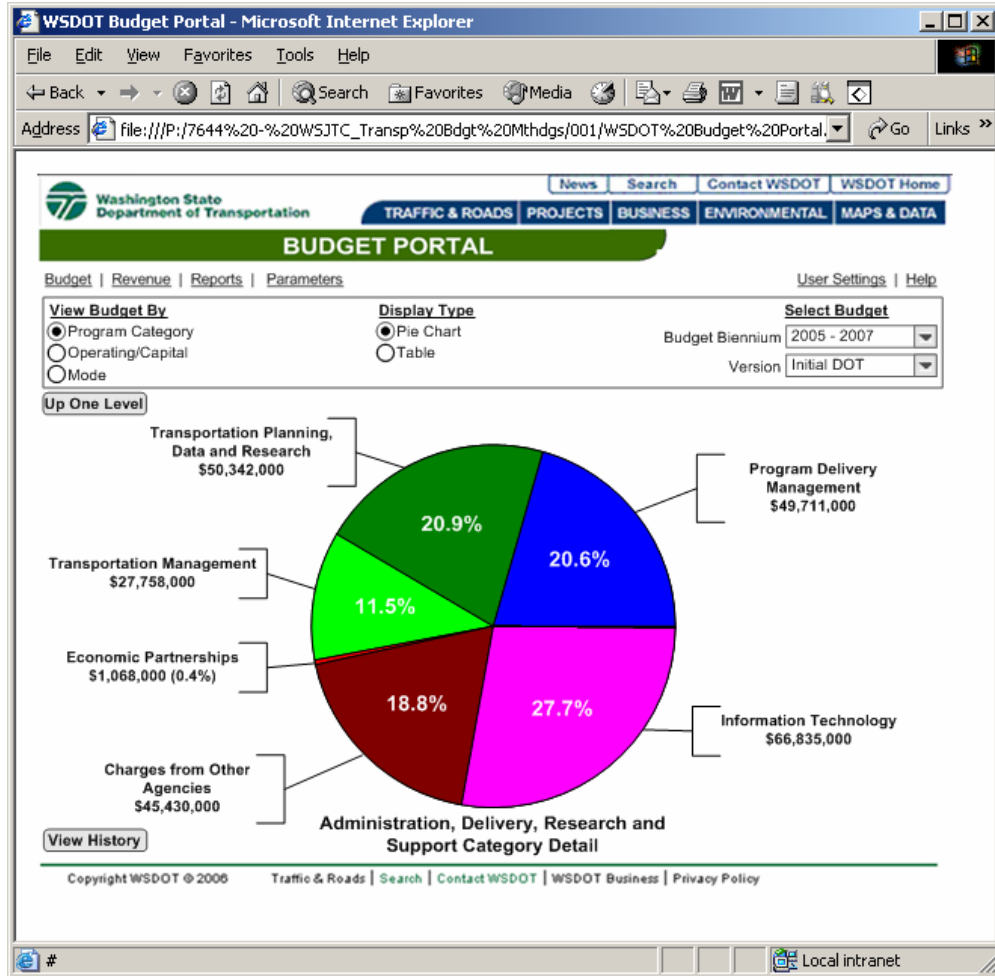 WSDOT Budget Portal - Microsoft Internet Explorer
File Edit View Favorites Tools Help
Back Search Favorites Media
Address file:///P:/7644%20-%20WSJTC_Transp%20Bdgt%20Mthdgs/001/WSDOT%20Budget%20Portal. Go Links »
News Search Contact WSDOT WSDOT Home
Washington State
Department of Transportation
TRAFFIC & ROADS PROJECTS BUSINESS ENVIRONMENTAL MAPS & DATA
BUDGET PORTAL
Budget | Revenue | Reports | Parameters User Settings | Help
View Budget By Display Type Select Budget
Program Category Pie Chart Budget Biennium 2005 - 2007
Operating/Capital Table Version Initial DOT
Mode
Up One Level
Transportation Planning,
Data and Research
$50,342,000
Program Delivery
Management
$49,711,000
20.9%
20.6%
Transportation Management
$27,758,000
11.5%
Economic Partnerships
$1,068,000 (0.4%)
18.8%
27.7%
Information Technology
$66,835,000
Charges from Other
Agencies
$45,430,000
Administration, Delivery, Research and
Support Category Detail
View History
Copyright WSDOT © 2006 Traffic & Roads | Search | Contact WSDOT | WSDOT Business | Privacy Policy
# Local intranet